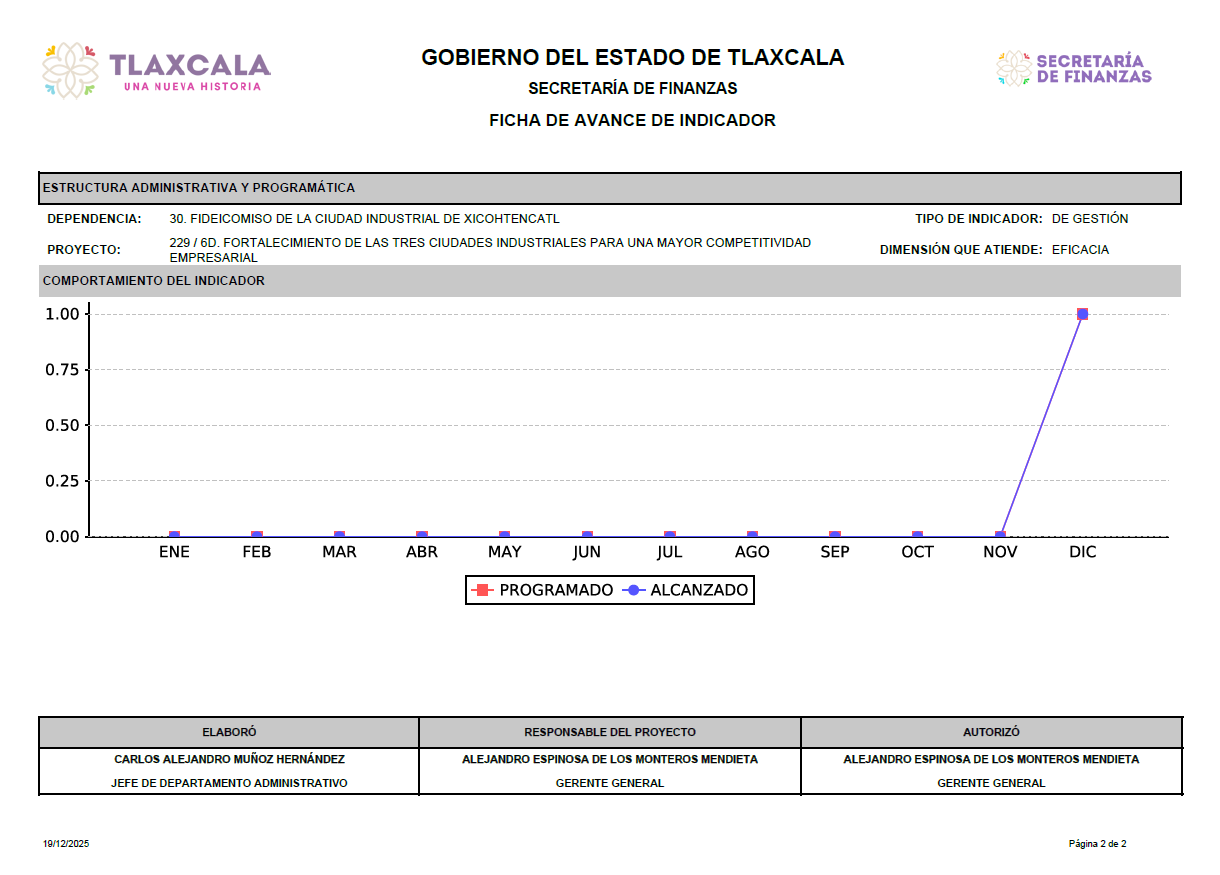 TLAXCALA
UNA NUEVA HISTORIA
GOBIERNO DEL ESTADO DE TLAXCALA
SECRETARÍA DE FINANZAS
FICHA DE AVANCE DE INDICADOR
SECRETARÍA
DE FINANZAS
ESTRUCTURA ADMINISTRATIVA Y PROGRAMÁTICA
DEPENDENCIA: 30. FIDEICOMISO DE LA CIUDAD INDUSTRIAL DE XICOHTENCATL TIPO DE INDICADOR: DE GESTIÓN
PROYECTO: 229 / 6D. FORTALECIMIENTO DE LAS TRES CIUDADES INDUSTRIALES PARA UNA MAYOR COMPETITIVIDAD
EMPRESARIAL
DIMENSIÓN QUE ATIENDE: EFICACIA
COMPORTAMIENTO DEL INDICADOR
1.00
0.75
0.50
0.25
0.00
ENE FEB MAR ABR MAY JUN JUL AGO SEP OCT NOV DIC
PROGRAMADO ALCANZADO
ELABORÓ RESPONSABLE DEL PROYECTO AUTORIZÓ
CARLOS ALEJANDRO MUÑOZ HERNÁNDEZ ALEJANDRO ESPINOSA DE LOS MONTEROS MENDIETA ALEJANDRO ESPINOSA DE LOS MONTEROS MENDIETA
JEFE DE DEPARTAMENTO ADMINISTRATIVO GERENTE GENERAL GERENTE GENERAL
19/12/2025 Página 2 de 2